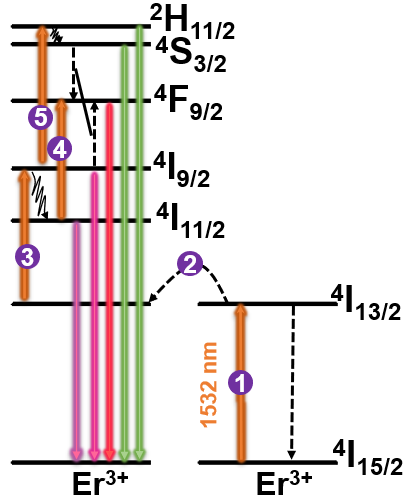 ²H₁₁/₂
⁴S₃/₂
⁴F₉/₂
5
4
⁴I₉/₂
⁴I₁₁/₂
3
2
⁴I₁₃/₂
1532 nm
1
⁴I₁₅/₂
Er³⁺
Er³⁺